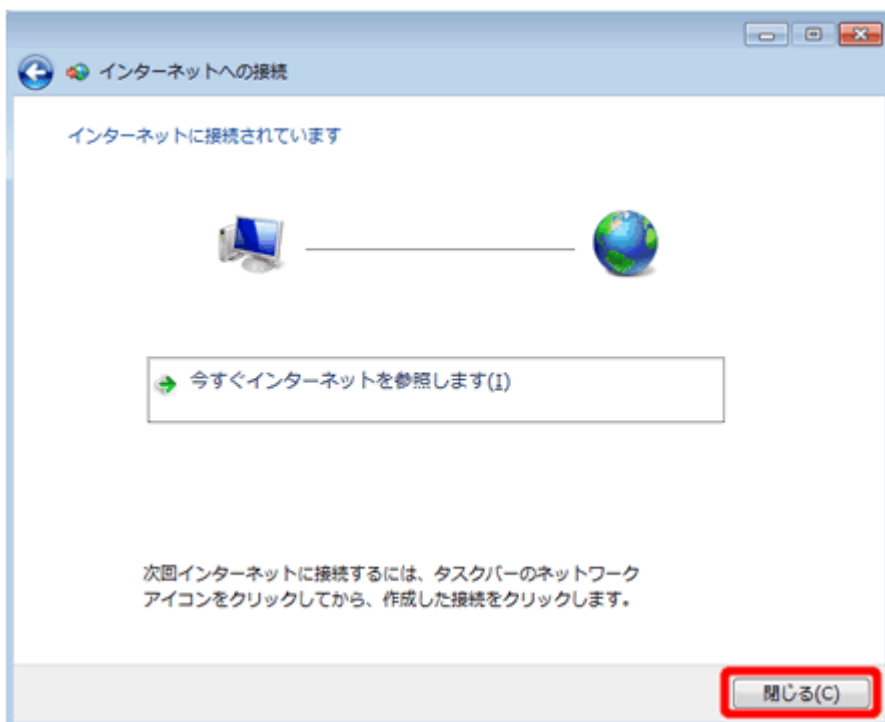 インターネットへの接続
インターネットに接続されています
今すぐインターネットを参照します(I)
次回インターネットに接続するには、タスクバーのネットワーク
アイコンをクリックしてから、作成した接続をクリックします。
閉じる(C)